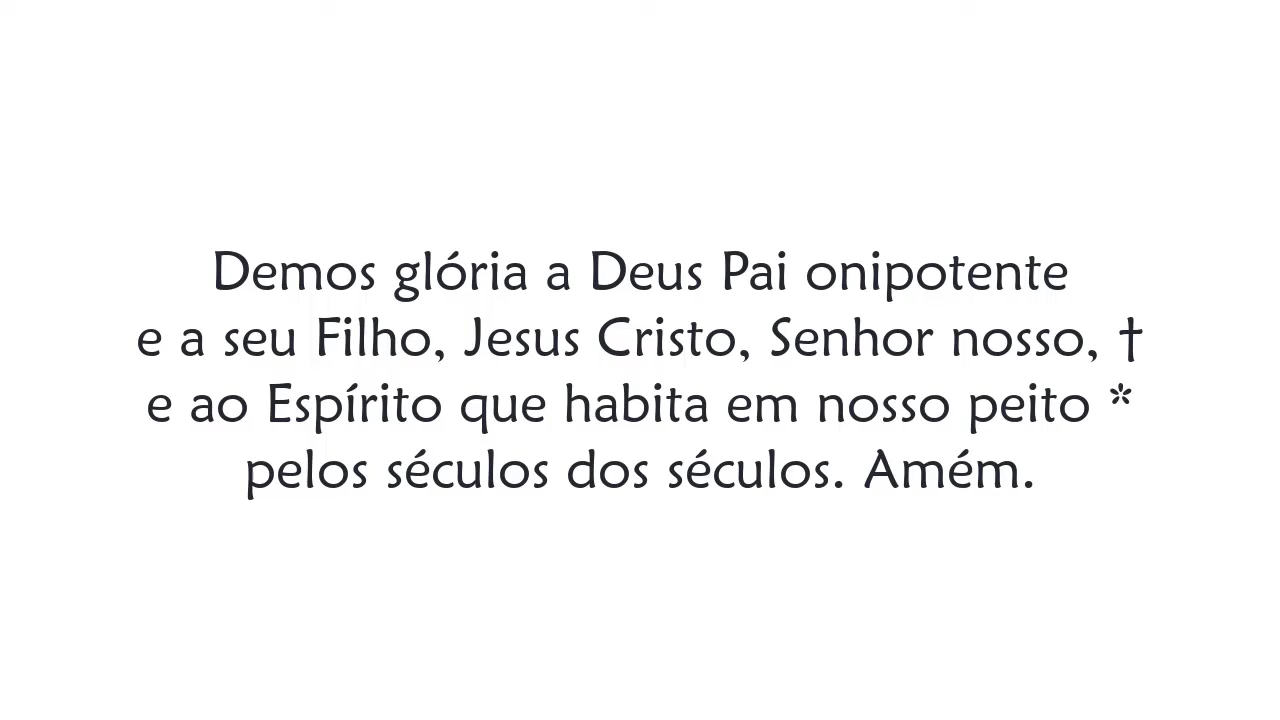 Demos glória a Deus Pai onipotente
e a seu Filho, Jesus Cristo, Senhor nosso, †
e ao Espírito que habita em nosso peito *
pelos séculos dos séculos. Amém.